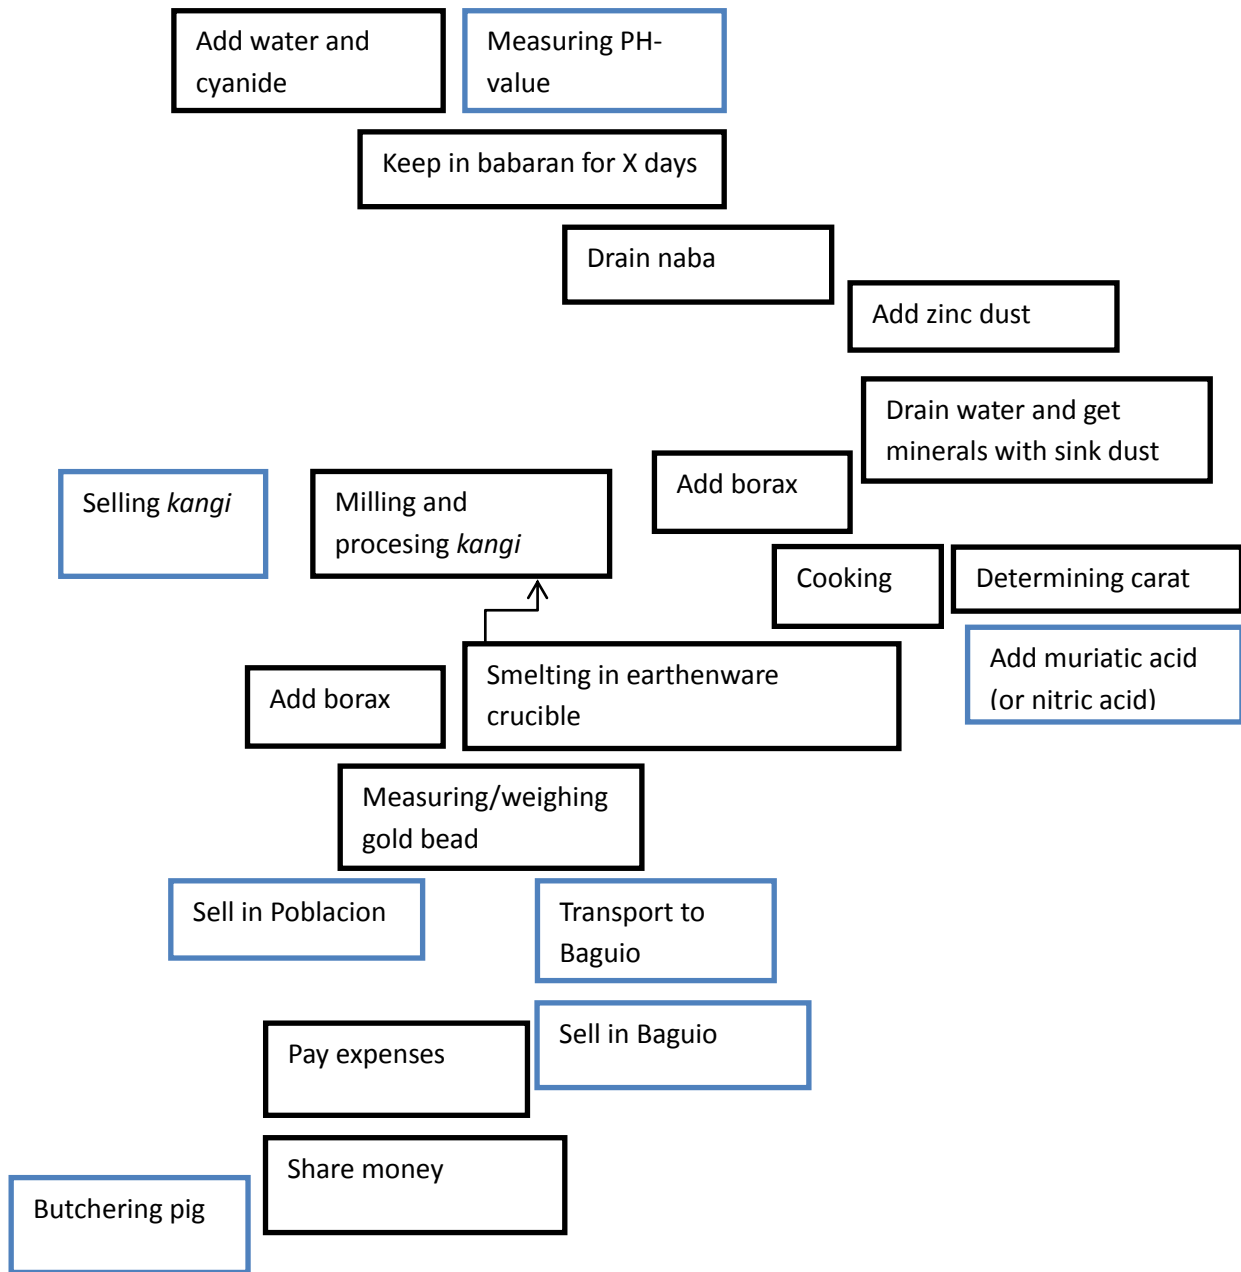 Add water and
cyanide
Measuring PH-
value
Keep in babaran for X days
Drain naba
Add zinc dust
Drain water and get
minerals with sink dust
Add borax
Selling kangi
Milling and
procesing kangi
Cooking
Determining carat
Add muriatic acid
(or nitric acid)
Smelting in earthenware
crucible
Add borax
Measuring/weighing
gold bead
Sell in Poblacion
Transport to
Baguio
Sell in Baguio
Pay expenses
Share money
Butchering pig